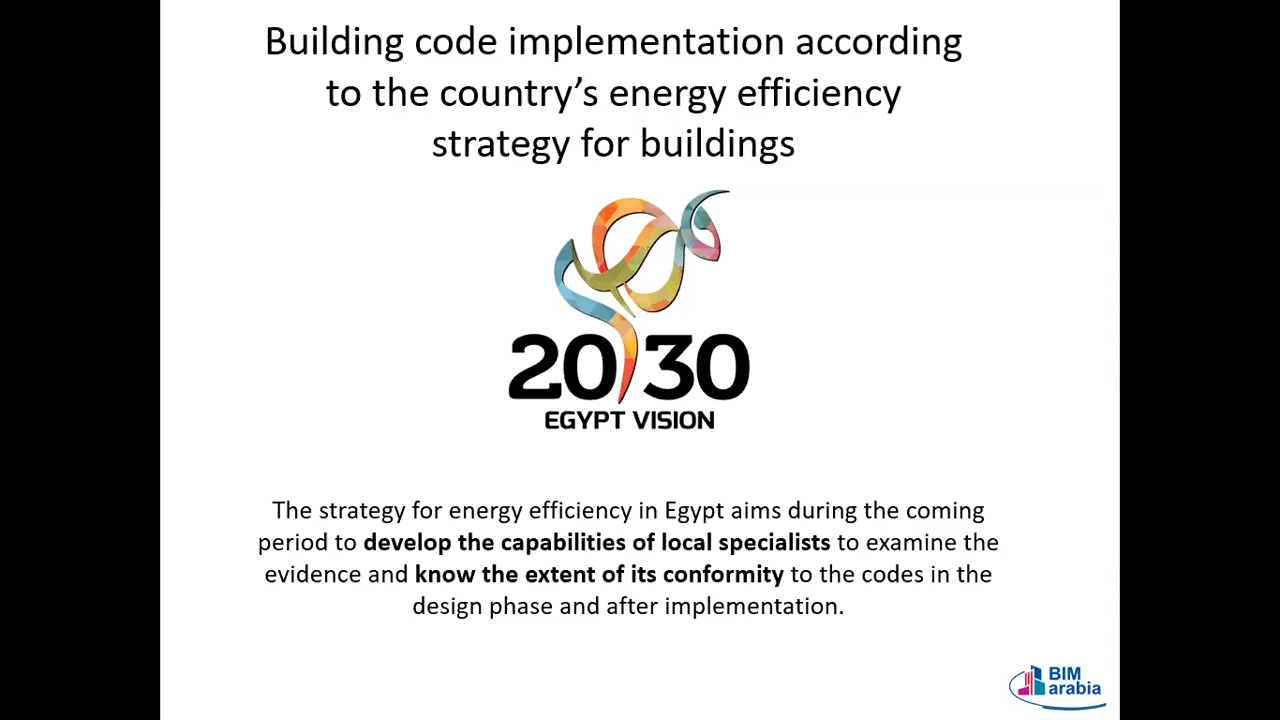 Building code implementation according
to the country’s energy efficiency
strategy for buildings
2030
EGYPT VISION
The strategy for energy efficiency in Egypt aims during the coming
period to develop the capabilities of local specialists to examine the
evidence and know the extent of its conformity to the codes in the
design phase and after implementation.
BIM
arabia